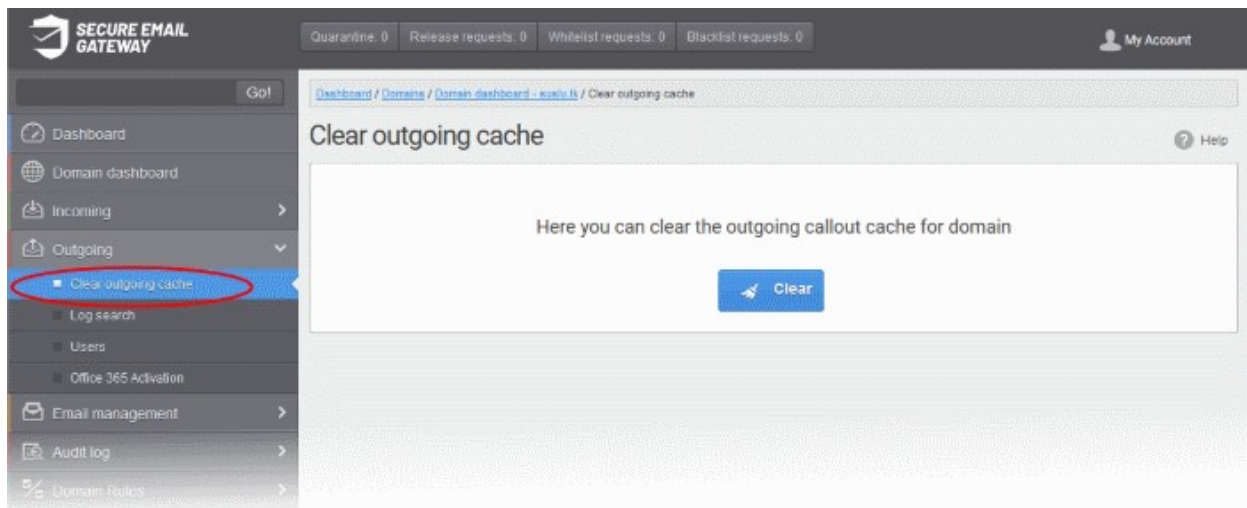 SECURE EMAIL
GATEWAY
Quarantine: 0 Release requests: 0 Whitelist requests: 0 Blacklist requests: 0
My Account
Go!
Dashboard / Domains / Domain dashboard - / Clear outgoing cache
Clear outgoing cache
Help
Dashboard
Domain dashboard
Incoming
Outgoing
Clear outgoing cache
Log search
Users
Office 365 Activation
Email management
Audit log
Domain Rules
Here you can clear the outgoing callout cache for domain
Clear